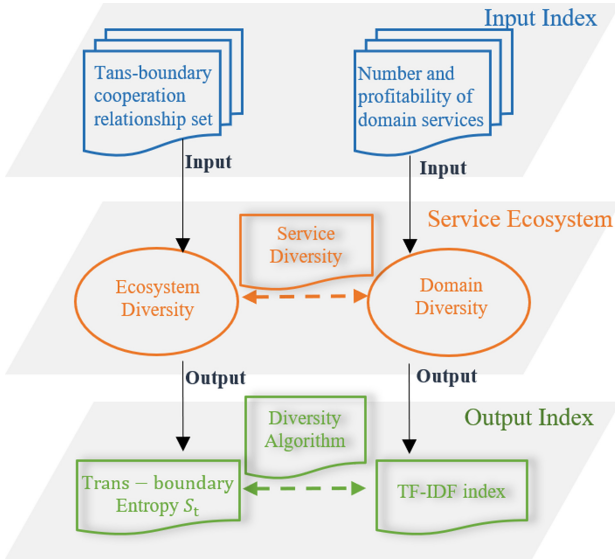 Input Index
Tans-boundary
cooperation
relationship set
Number and
profitability of
domain services
Input
Input
Service Ecosystem
Service
Diversity
Ecosystem
Diversity
Domain
Diversity
Output
Output
Output Index
Diversity
Algorithm
Trans − boundary
Entropy Sₜ
TF-IDF index